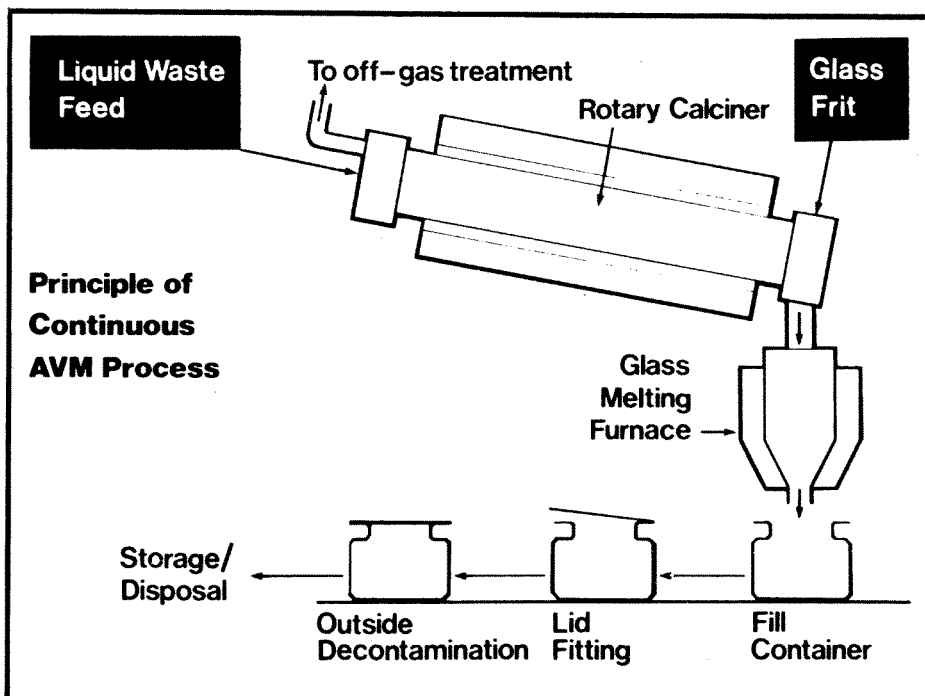 Liquid Waste
Feed
To off-gas treatment
Rotary Calciner
Glass
Frit
Principle of
Continuous
AVM Process
Glass
Melting
Furnace
Storage/
Disposal
Outside
Decontamination
Lid
Fitting
Fill
Container